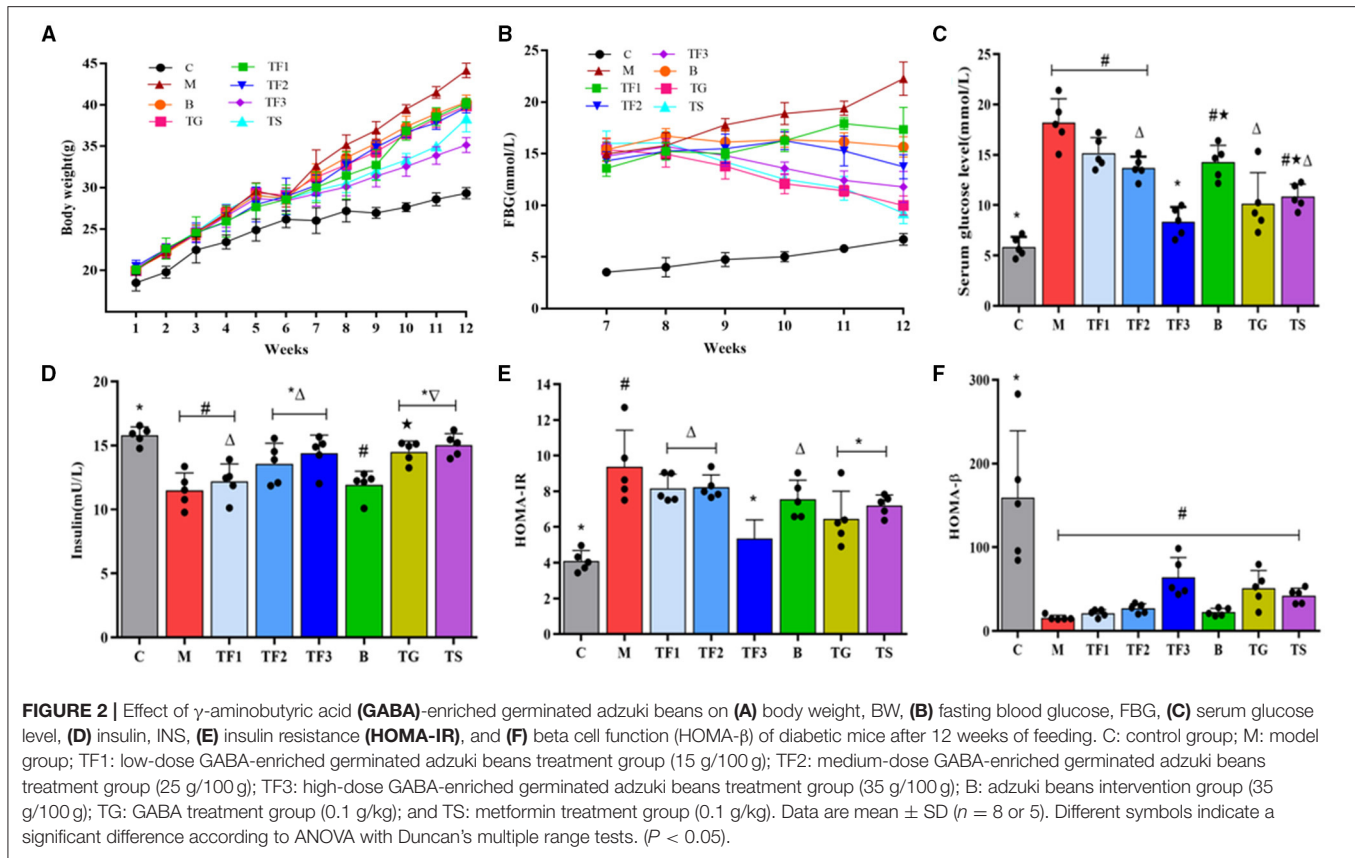 A
C
M
B
TG
TF1
TF2
TF3
TS
Body weight(g)
45
40
35
30
25
20
1 2 3 4 5 6 7 8 9 10 11 12
Weeks
B
C
M
TF1
TF2
TF3
B
TG
TS
FBG(mmol/L)
25
20
15
10
5
0
7 8 9 10 11 12
Weeks
C
Serum glucose level(mmol/L)
25
20
15
10
5
0
* # Δ * #★ Δ #★Δ
C M TF1 TF2 TF3 B TG TS
D
Insulin(mU/L)
20
15
10
5
0
* # Δ *Δ # ★ *∇
C M TF1 TF2 TF3 B TG TS
E
HOMA-IR
14
12
10
8
6
4
2
0
* # Δ * Δ *
C M TF1 TF2 TF3 B TG TS
F
HOMA-β
300
200
100
0
* #
C M TF1 TF2 TF3 B TG TS
FIGURE 2 | Effect of γ-aminobutyric acid (GABA)-enriched germinated adzuki beans on (A) body weight, BW, (B) fasting blood glucose, FBG, (C) serum glucose
level, (D) insulin, INS, (E) insulin resistance (HOMA-IR), and (F) beta cell function (HOMA-β) of diabetic mice after 12 weeks of feeding. C: control group; M: model
group; TF1: low-dose GABA-enriched germinated adzuki beans treatment group (15 g/100 g); TF2: medium-dose GABA-enriched germinated adzuki beans
treatment group (25 g/100 g); TF3: high-dose GABA-enriched germinated adzuki beans treatment group (35 g/100 g); B: adzuki beans intervention group (35
g/100 g); TG: GABA treatment group (0.1 g/kg); and TS: metformin treatment group (0.1 g/kg). Data are mean ± SD (n = 8 or 5). Different symbols indicate a
significant difference according to ANOVA with Duncan's multiple range tests. (P < 0.05).